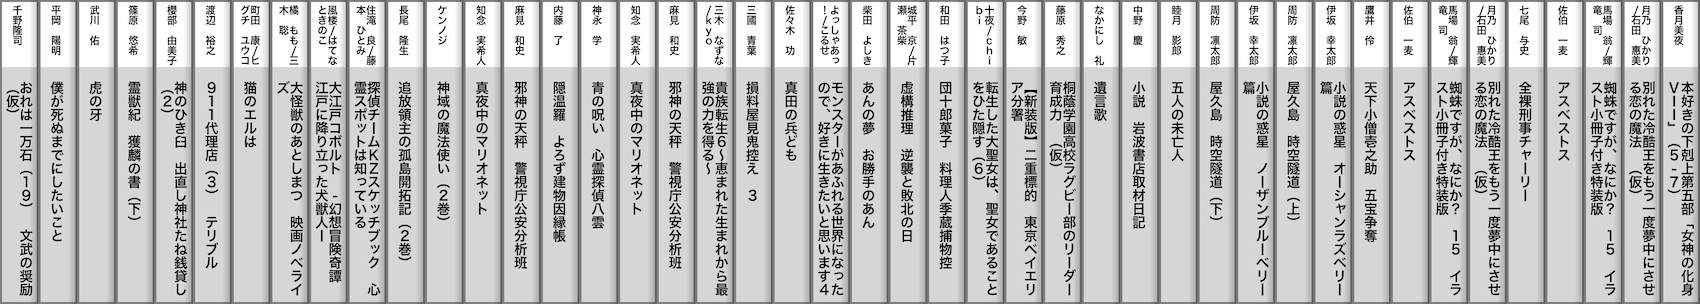 香月美夜
本好きの下剋上第五部「女神の化身
Ⅶ」(5-7)
月乃 ひかり
/石田 惠美
別れた冷酷王をもう一度夢中にさせ
る恋の魔法 (仮)
馬場 翁/輝
竜司
蜘蛛ですが、なにか? 15 イラ
スト小冊子付き特装版
佐伯 一麦
アスベストス
七尾 与史
全裸刑事チャーリー
月乃 ひかり
/石田 惠美
別れた冷酷王をもう一度夢中にさせ
る恋の魔法 (仮)
馬場 翁/輝
竜司
蜘蛛ですが、なにか? 15 イラ
スト小冊子付き特装版
佐伯 一麦
アスベストス
鷹井 伶
天下小僧壱之助 五宝争奪
伊坂 幸太郎
小説の惑星 オーシャンラズベリー
篇
周防 凛太郎
屋久島 時空隧道(上)
伊坂 幸太郎
小説の惑星 ノーザンブルーベリー
篇
周防 凛太郎
屋久島 時空隧道(下)
睦月 影郎
五人の未亡人
中野 慶
小説 岩波書店取材日記
なかにし 礼
遺言歌
藤原 秀之
桐蔭学園高校ラグビー部のリーダー
育成力 (仮)
今野 敏
【新装版】二重標的 東京ベイエリ
ア分署
十夜/chi
bi
転生した大聖女は、聖女であること
をひた隠す(6)
和田 はつ子
団十郎菓子 料理人季蔵捕物控
城平 京/片
瀬 茶柴
虚構推理 逆襲と敗北の日
柴田 よしき
あんの夢 お勝手のあん
よっしゃあっ
!/こるせ
モンスターがあふれる世界になった
ので、好きに生きたいと思います4
佐々木 功
真田の兵ども
三國 青葉
損料屋見鬼控え 3
三木 なずな
/kyo
貴族転生6~恵まれた生まれから最
強の力を得る~
麻見 和史
邪神の天秤 警視庁公安分析班
知念 実希人
真夜中のマリオネット
神永 学
青の呪い 心霊探偵八雲
内藤 了
隠温羅 よろず建物因縁帳
麻見 和史
邪神の天秤 警視庁公安分析班
知念 実希人
真夜中のマリオネット
ケンノジ
神域の魔法使い(2巻)
長尾 隆生
追放領主の孤島開拓記(2巻)
住滝 良/藤
本 ひとみ
探偵チームKZスケッチブック 心
霊スポットは知っている
風楼/はてな
ときのこ
大江戸コボルト -幻想冒険奇譚
江戸に降り立った犬獣人ー
橘 もも/三
木 聡
大怪獣のあとしまつ 映画ノベライ
ズ
町田 康/ヒ
グチ ユウコ
猫のエルは
渡辺 裕之
911代理店(3) テリブル
櫻部 由美子
神のひき臼 出直し神社たね銭貸し
(2)
篠原 悠希
霊獣紀 獲麟の書(下)
武川 佑
虎の牙
平岡 陽明
僕が死ぬまでにしたいこと
千野隆司
おれは一万石(19) 文武の奨励
(仮)